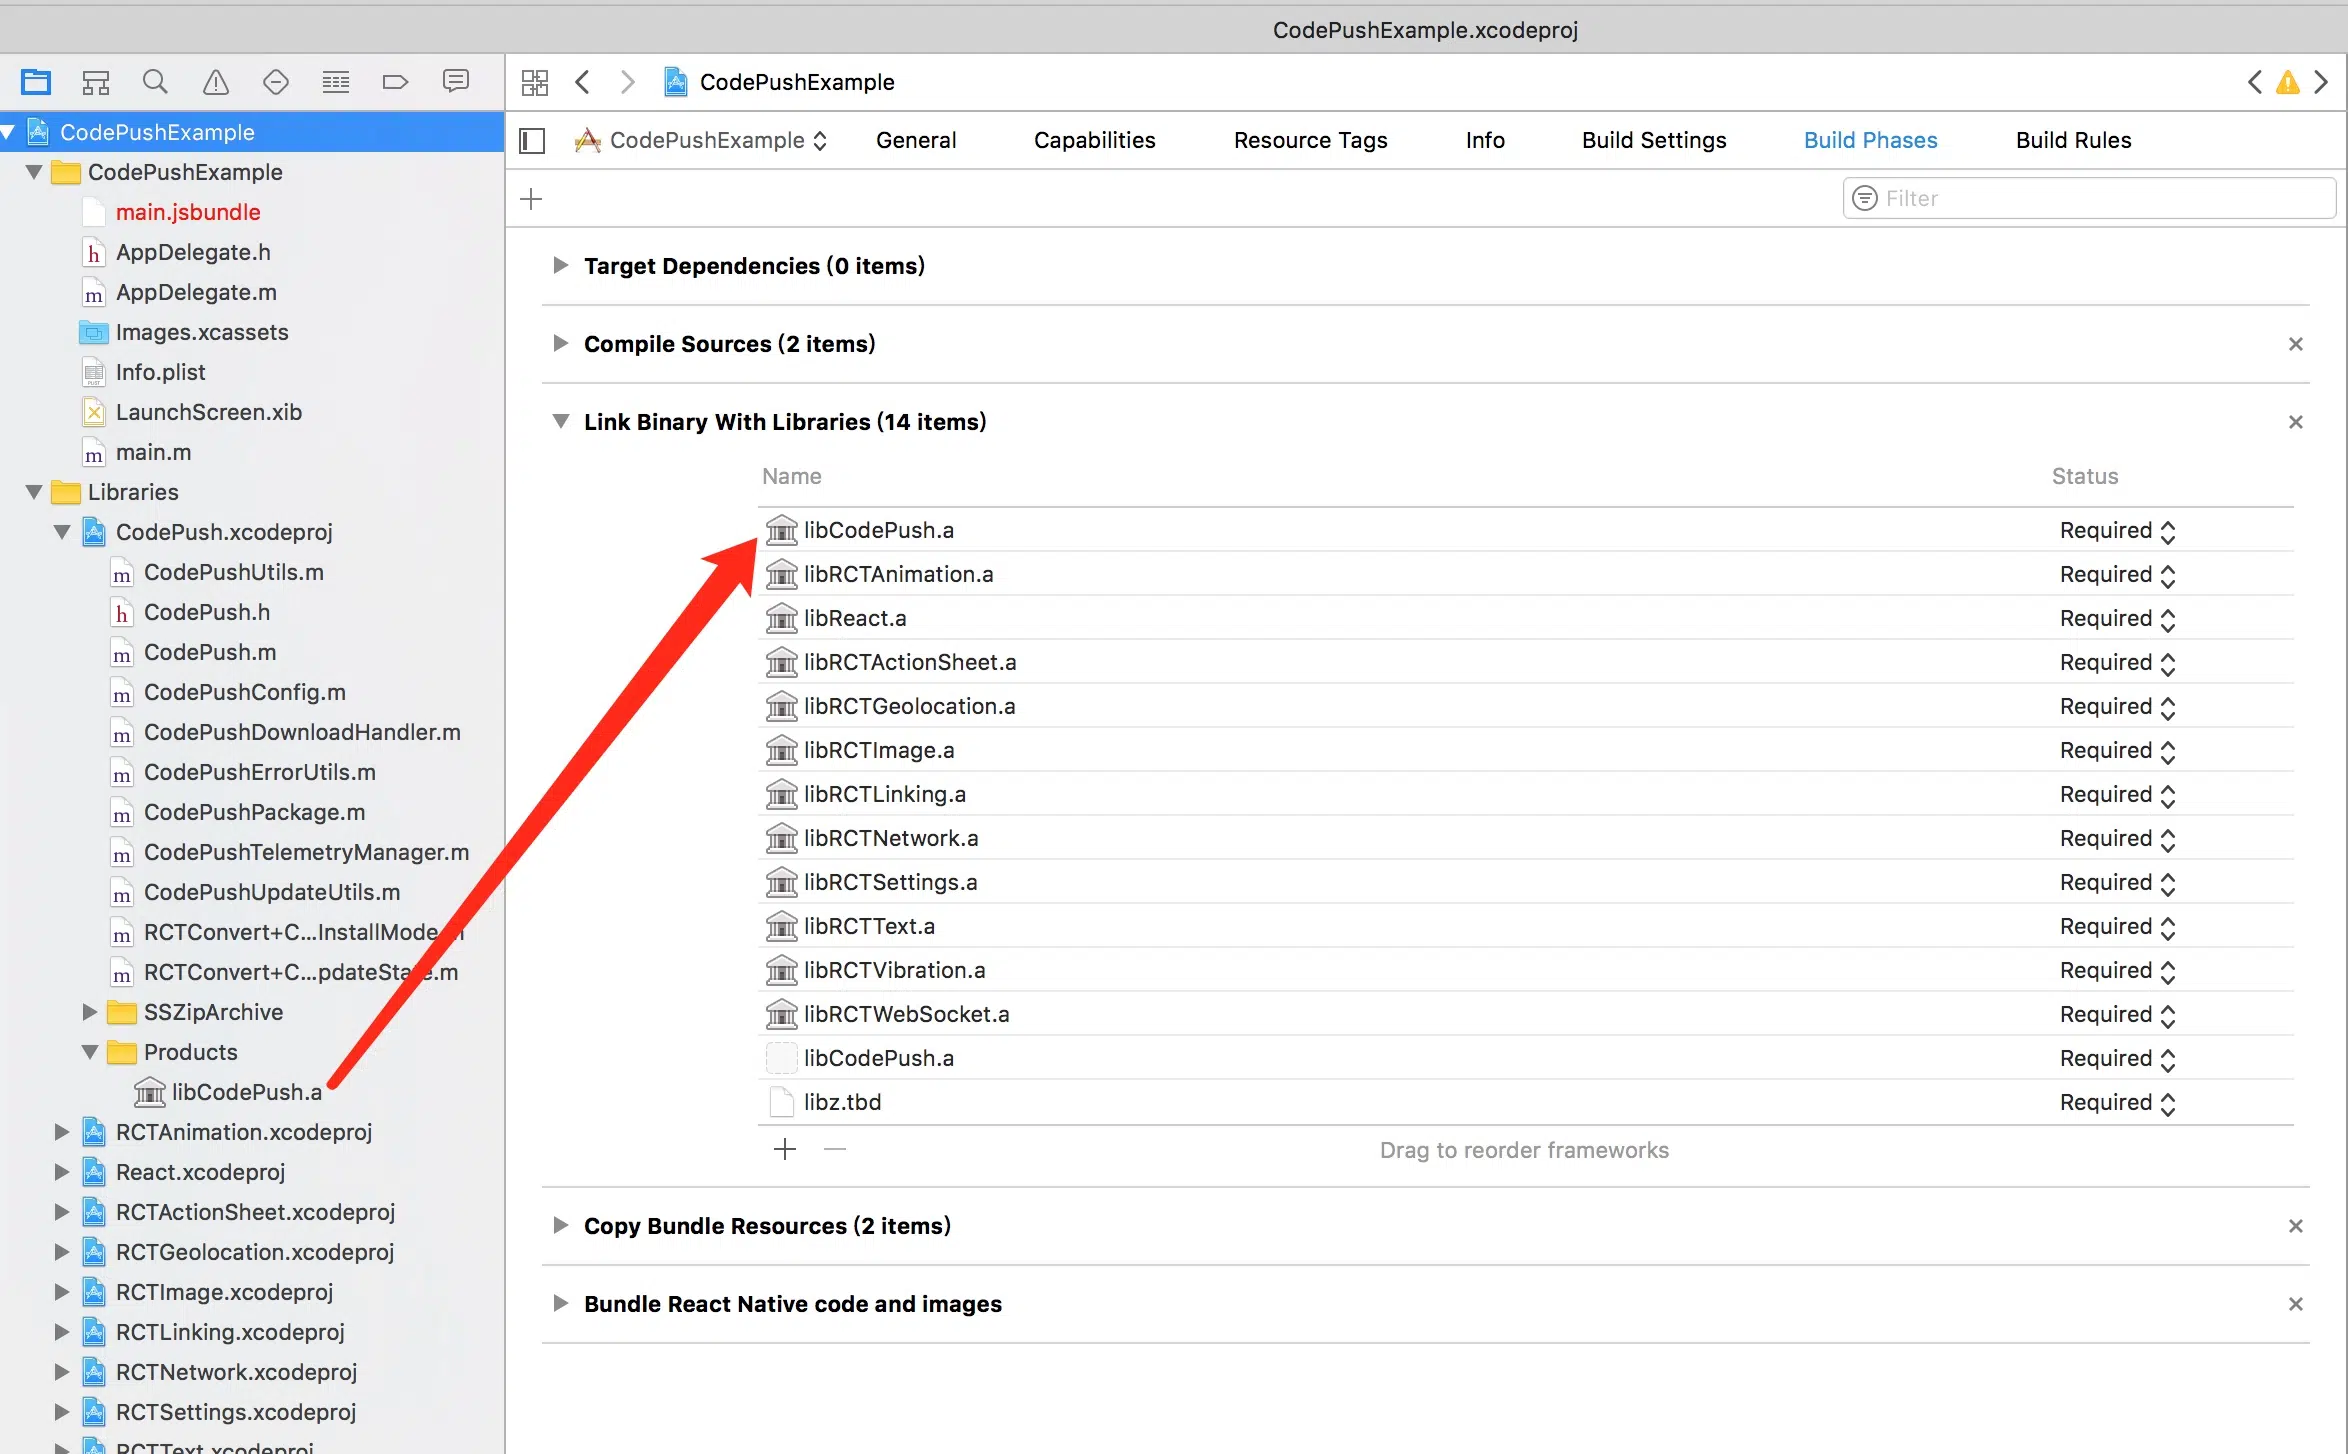 CodePushExample.xcodeproj
CodePushExample
CodePushExample
General
Capabilities
Resource Tags
Info
Build Settings
Build Phases
Build Rules
Filter
CodePushExample
CodePushExample
main.jsbundle
AppDelegate.h
AppDelegate.m
Images.xcassets
Info.plist
LaunchScreen.xib
main.m
Libraries
CodePush.xcodeproj
CodePushUtils.m
CodePush.h
CodePush.m
CodePushConfig.m
CodePushDownloadHandler.m
CodePushErrorUtils.m
CodePushPackage.m
CodePushTelemetryManager.m
CodePushUpdateUtils.m
RCTConvert+C...InstallMode.m
RCTConvert+C...pdateState.m
SSZipArchive
Products
libCodePush.a
RCTAnimation.xcodeproj
React.xcodeproj
RCTActionSheet.xcodeproj
RCTGeolocation.xcodeproj
RCTImage.xcodeproj
RCTLinking.xcodeproj
RCTNetwork.xcodeproj
RCTSettings.xcodeproj
RCTText.xcodeproj
Target Dependencies (0 items)
Compile Sources (2 items)
Link Binary With Libraries (14 items)
Name Status
libCodePush.a Required
libRCTAnimation.a Required
libReact.a Required
libRCTActionSheet.a Required
libRCTGeolocation.a Required
libRCTImage.a Required
libRCTLinking.a Required
libRCTNetwork.a Required
libRCTSettings.a Required
libRCTText.a Required
libRCTVibration.a Required
libRCTWebSocket.a Required
libCodePush.a Required
libz.tbd Required
Drag to reorder frameworks
Copy Bundle Resources (2 items)
Bundle React Native code and images